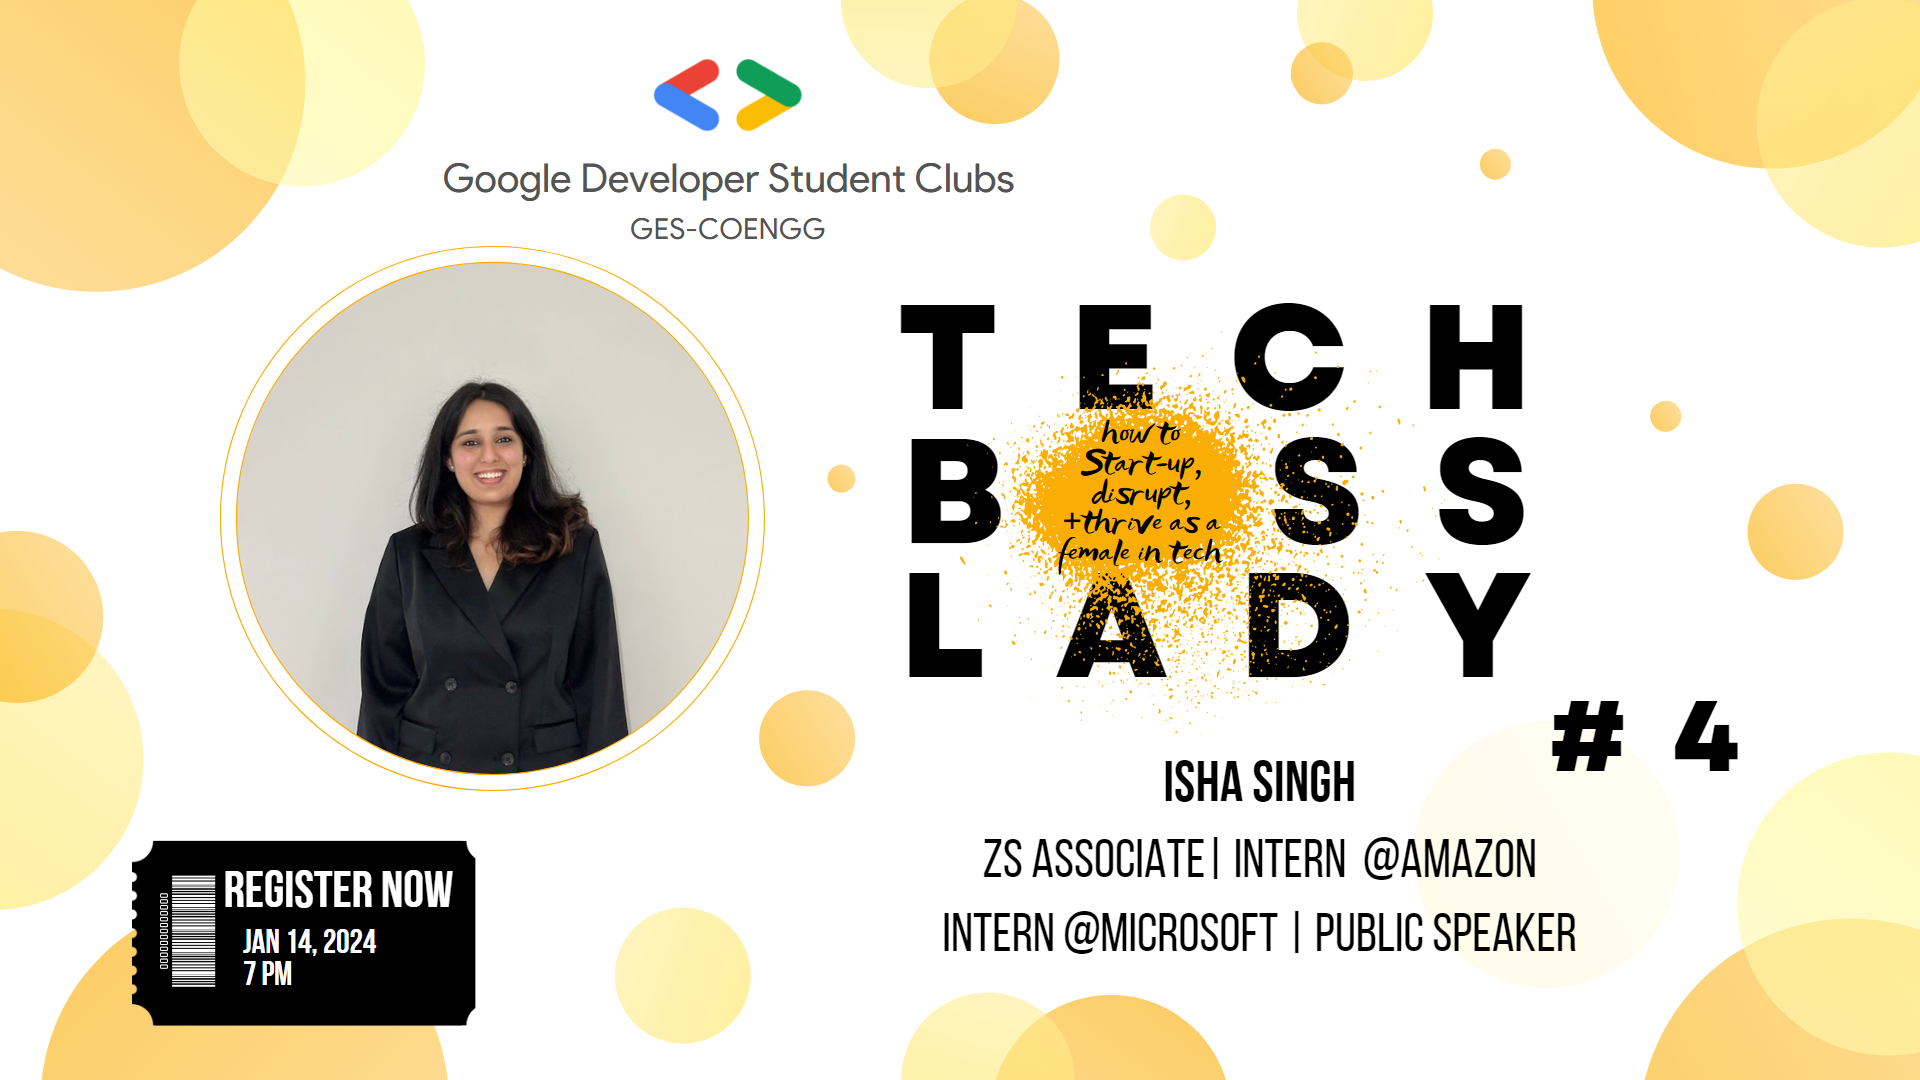 Google Developer Student Clubs
GES-COENGG
TECH
BOSS
LADY
how to
Start-up,
disrupt,
+thrive as a
female in tech
# 4
ISHA SINGH
ZS ASSOCIATE| INTERN @AMAZON
INTERN @MICROSOFT | PUBLIC SPEAKER
REGISTER NOW
JAN 14, 2024
7 PM